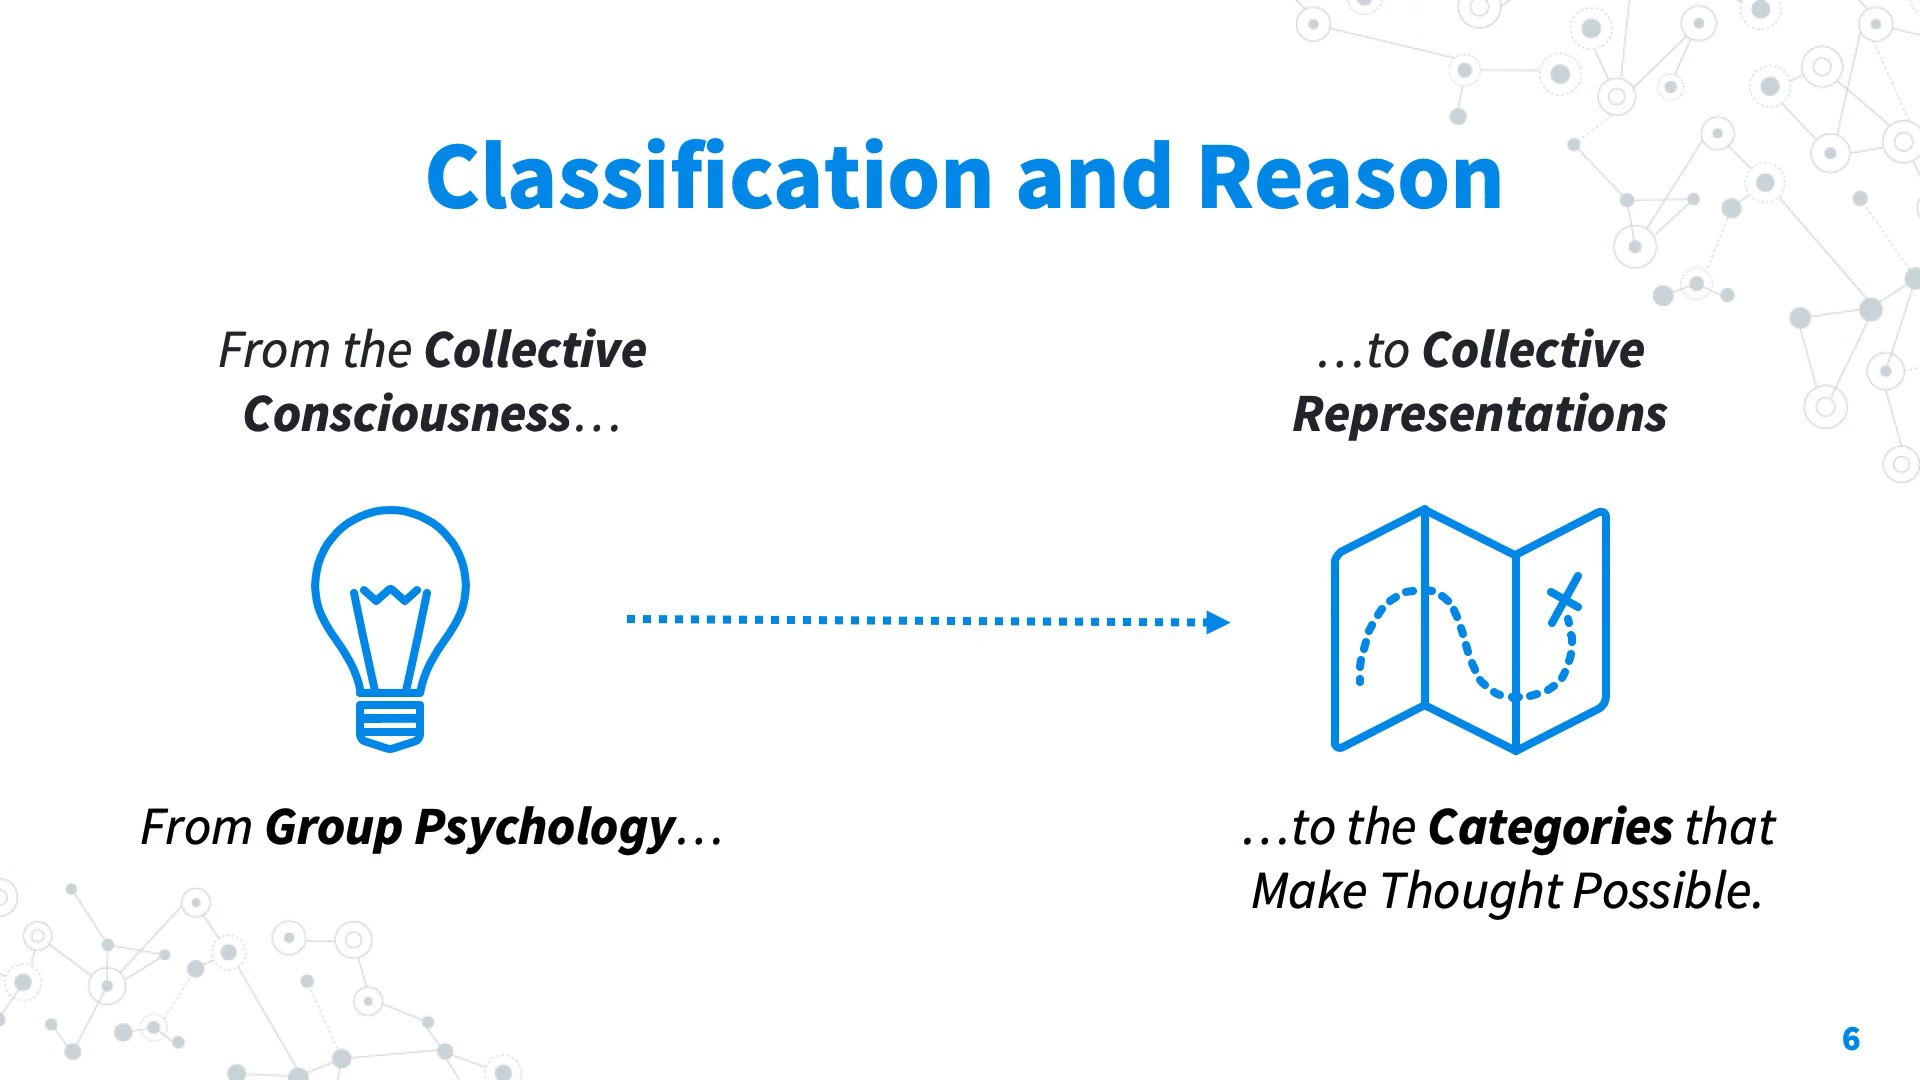 Classification and Reason
From the Collective
Consciousness…
…to Collective
Representations
From Group Psychology…
…to the Categories that
Make Thought Possible.
6